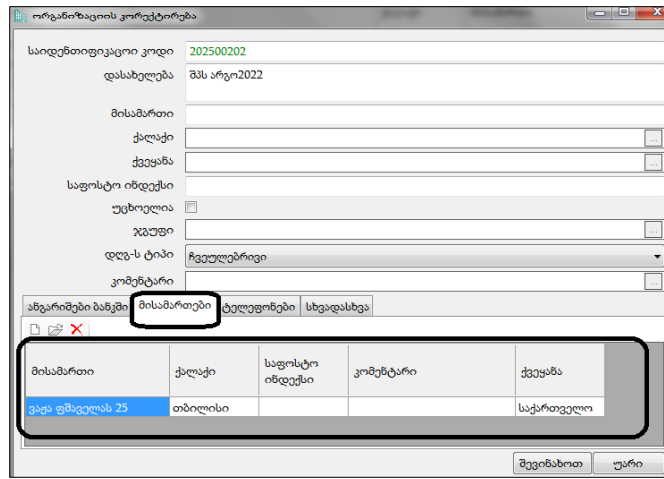 ორგანიზაციის კორექტირება
საიდენთიფიკაციო კოდი 202500202
დასახელება შპს არგო2022
მისამართი
ქალაქი
ქვეყანა
საფოსტო ინდექსი
უცხოელია
ჯგუფი
დღგ-ს ტიპი ჩვეულებრივი
კომენტარი
ანგარიშები ბანკში მისამართები ტელეფონები სხვადასხვა
მისამართი ქალაქი საფოსტო ინდექსი კომენტარი ქვეყანა
ვაჟა ფშაველას 25 თბილისი საქართველო
შევინახოთ უარი